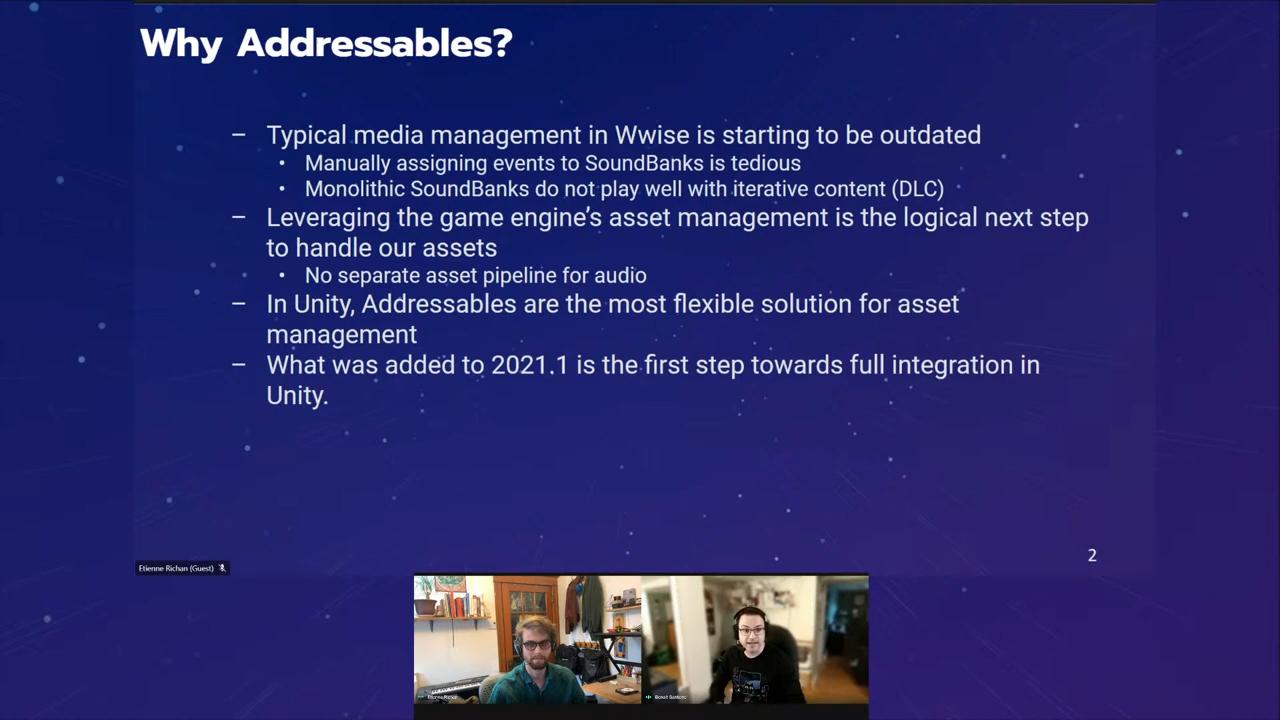 Why Addressables?
– Typical media management in Wwise is starting to be outdated
• Manually assigning events to SoundBanks is tedious
• Monolithic SoundBanks do not play well with iterative content (DLC)
– Leveraging the game engine’s asset management is the logical next step
to handle our assets
• No separate asset pipeline for audio
– In Unity, Addressables are the most flexible solution for asset
management
– What was added to 2021.1 is the first step towards full integration in
Unity.
2
Etienne Richan (Guest)
Etienne Richan